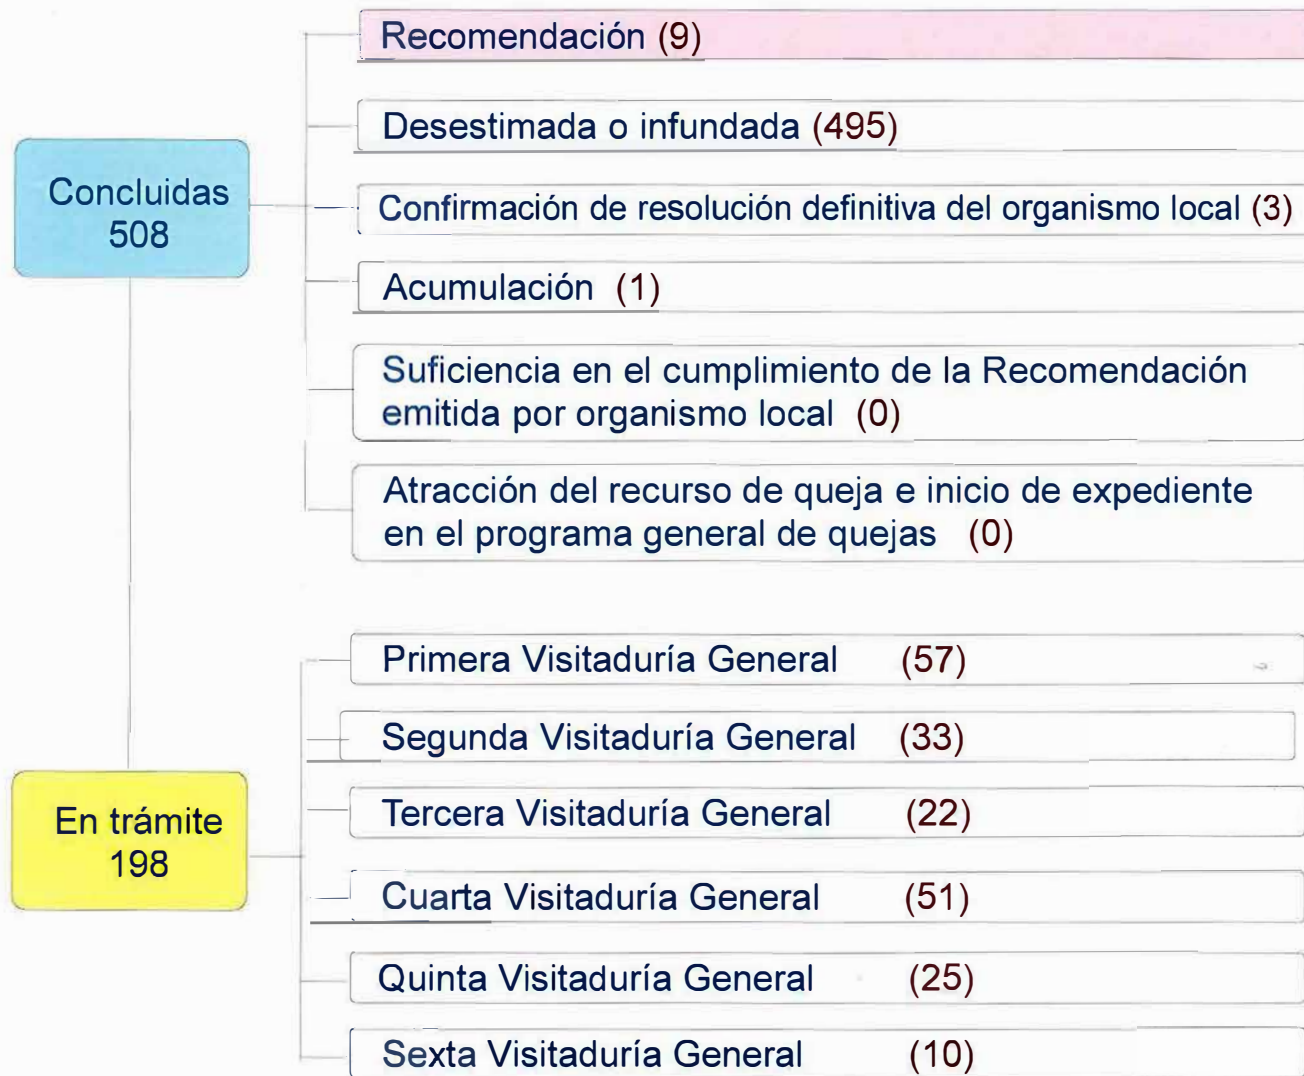 Recomendación (9)
Desestimada o infundada (495)
Concluidas
508
Confirmación de resolución definitiva del organismo local (3)
Acumulación (1)
Suficiencia en el cumplimiento de la Recomendación
emitida por organismo local (0)
Atracción del recurso de queja e inicio de expediente
en el programa general de quejas (0)
Primera Visitaduría General (57)
Segunda Visitaduría General (33)
En trámite
198
Tercera Visitaduría General (22)
Cuarta Visitaduría General (51)
Quinta Visitaduría General (25)
Sexta Visitaduría General (10)